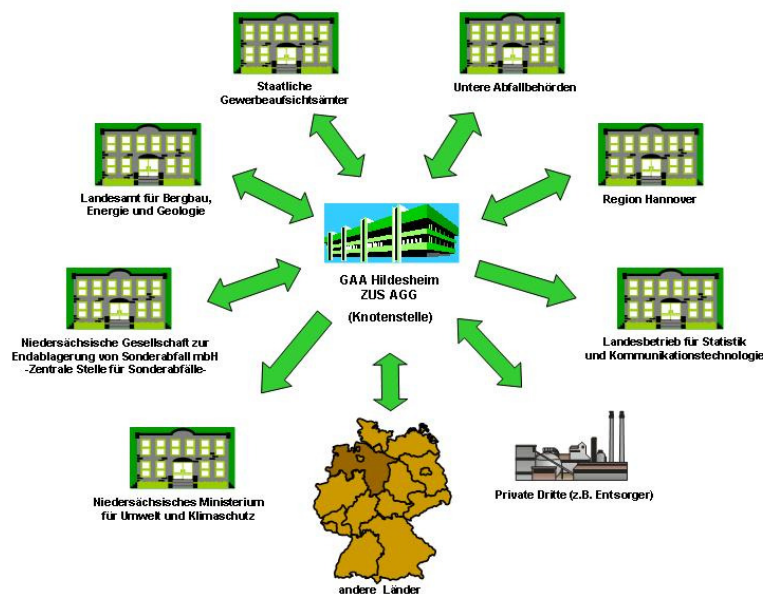 Staatliche
Gewerbeaufsichtsämter
Untere Abfallbehörden
Landesamt für Bergbau,
Energie und Geologie
Region Hannover
GAA Hildesheim
ZUS AGG
(Knotenstelle)
Niedersächsische Gesellschaft zur
Endablagerung von Sonderabfall mbH
-Zentrale Stelle für Sonderabfälle-
Landesbetrieb für Statistik
und Kommunikationstechnologie
Niedersächsisches Ministerium
für Umwelt und Klimaschutz
Private Dritte (z.B. Entsorger)
andere Länder